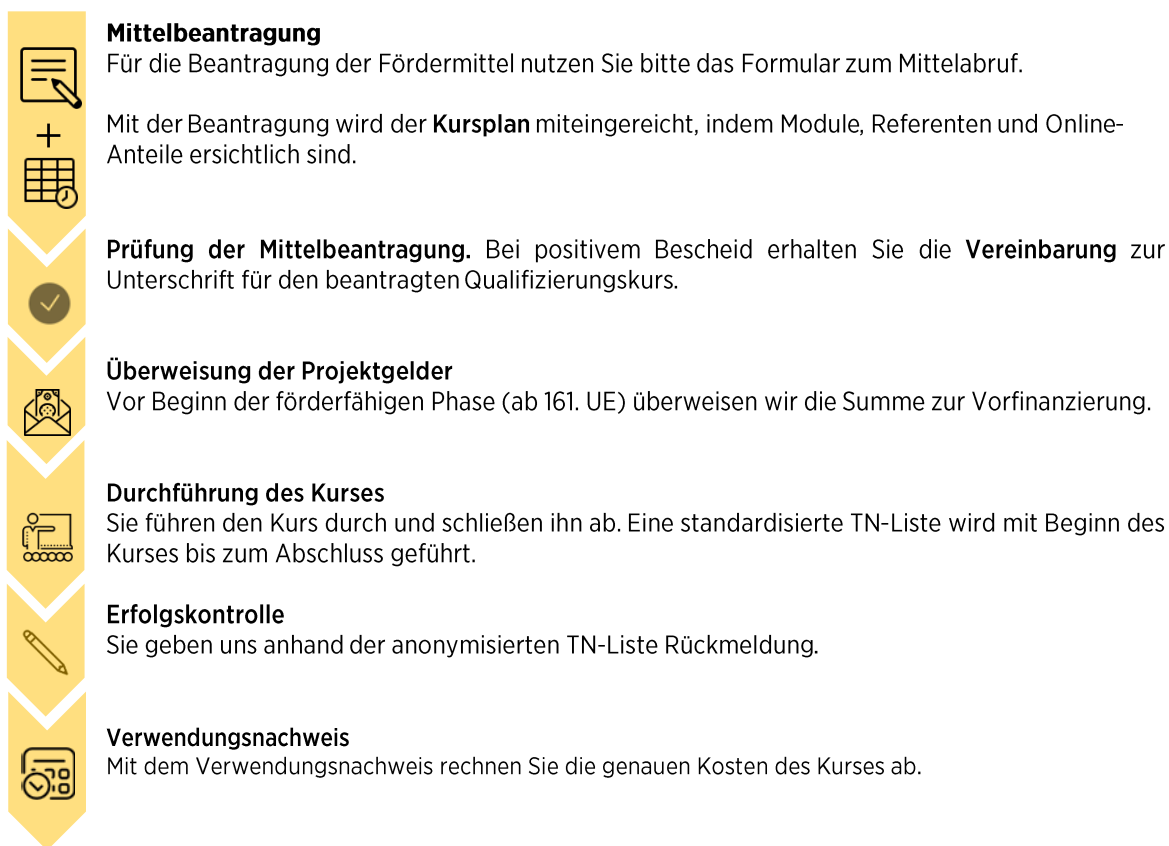 Mittelbeantragung
Für die Beantragung der Fördermittel nutzen Sie bitte das Formular zum Mittelabruf.
Mit der Beantragung wird der Kursplan miteingereicht, indem Module, Referenten und Online-
Anteile ersichtlich sind.
Prüfung der Mittelbeantragung. Bei positivem Bescheid erhalten Sie die Vereinbarung zur
Unterschrift für den beantragten Qualifizierungskurs.
Überweisung der Projektgelder
Vor Beginn der förderfähigen Phase (ab 161. UE) überweisen wir die Summe zur Vorfinanzierung.
Durchführung des Kurses
Sie führen den Kurs durch und schließen ihn ab. Eine standardisierte TN-Liste wird mit Beginn des
Kurses bis zum Abschluss geführt.
Erfolgskontrolle
Sie geben uns anhand der anonymisierten TN-Liste Rückmeldung.
Verwendungsnachweis
Mit dem Verwendungsnachweis rechnen Sie die genauen Kosten des Kurses ab.